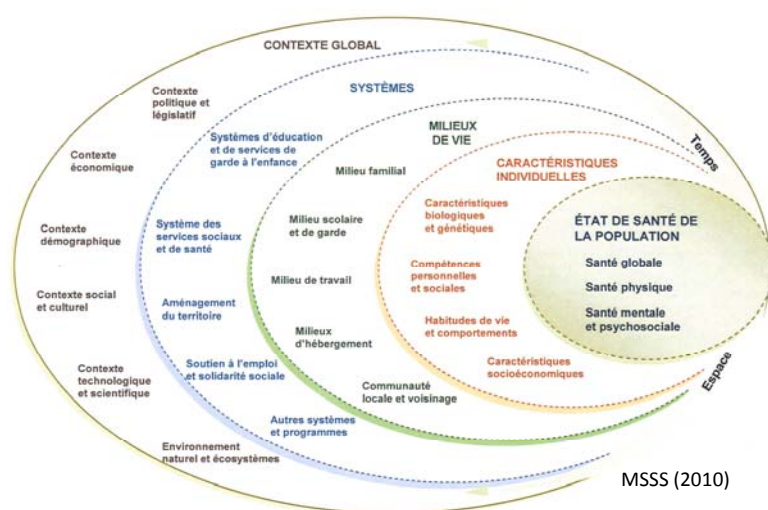 CONTEXTE GLOBAL
Contexte
politique et
législatif
Contexte
économique
Contexte
démographique
Contexte social
et culturel
Contexte
technologique
et scientifique
Environnement
naturel et écosystèmes
SYSTÈMES
Systèmes d'éducation
et de services de
garde à l'enfance
Système des
services sociaux
et de santé
Aménagement
du territoire
Soutien à l'emploi
et solidarité sociale
Autres systèmes
et programmes
MILIEUX
DE VIE
Milieu familial
Milieu scolaire
et de garde
Milieu de travail
Milieux
d'hébergement
Communauté
locale et voisinage
CARACTÉRISTIQUES
INDIVIDUELLES
Caractéristiques
biologiques
et génétiques
Compétences
personnelles
et sociales
Habitudes de vie
et comportements
Caractéristiques
socioéconomiques
ÉTAT DE SANTÉ DE
LA POPULATION
Santé globale
Santé physique
Santé mentale
et psychosociale
Temps
Espace
MSSS (2010)